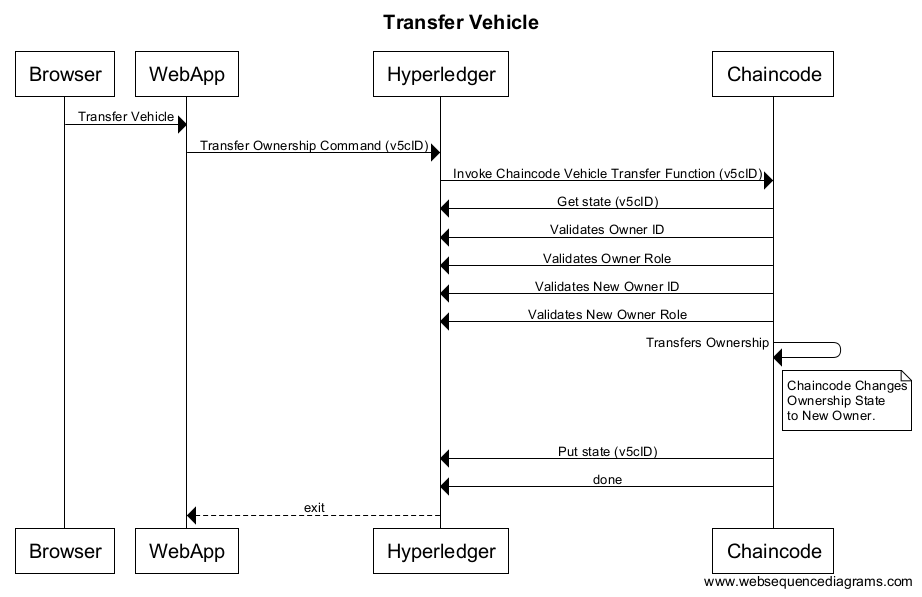 Transfer Vehicle
Browser
WebApp
Hyperledger
Chaincode
Transfer Vehicle
Transfer Ownership Command (v5cID)
Invoke Chaincode Vehicle Transfer Function (v5cID)
Get state (v5cID)
Validates Owner ID
Validates Owner Role
Validates New Owner ID
Validates New Owner Role
Transfers Ownership
Chaincode Changes
Ownership State
to New Owner.
Put state (v5cID)
done
exit
Browser
WebApp
Hyperledger
Chaincode
www.websequencediagrams.com